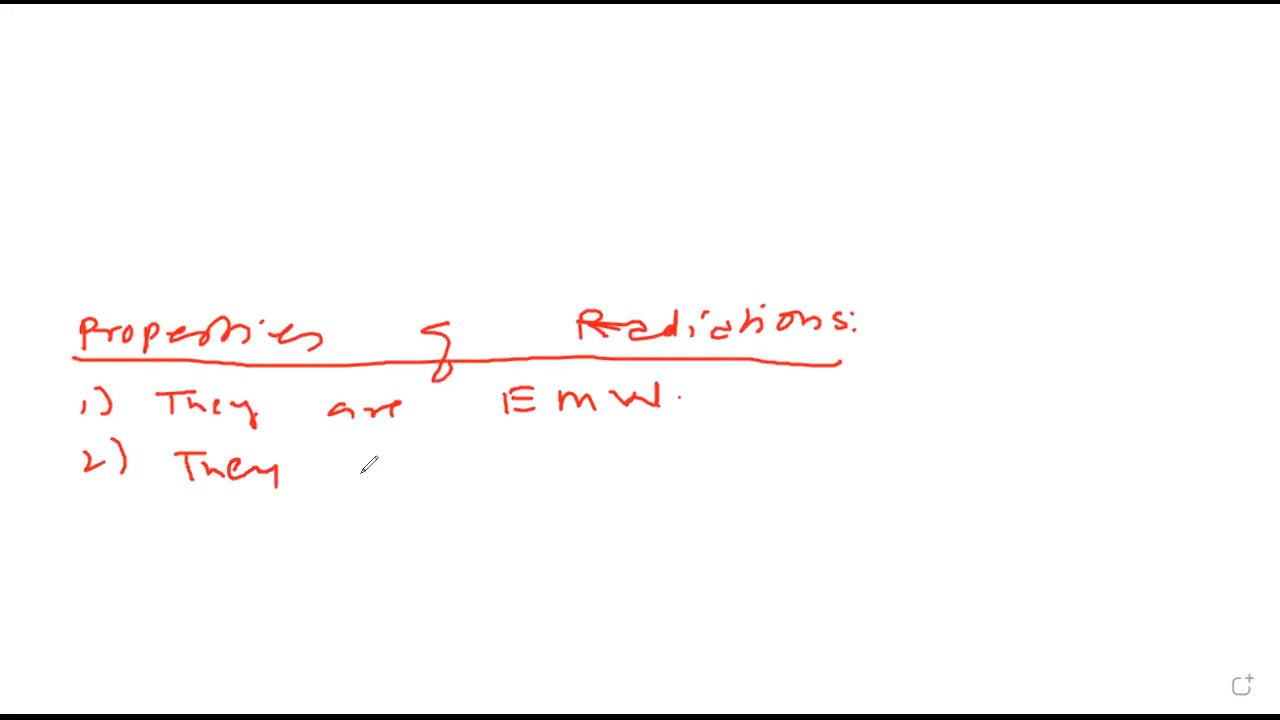 Properties of Radiations:
1) They are EMW.
2) They